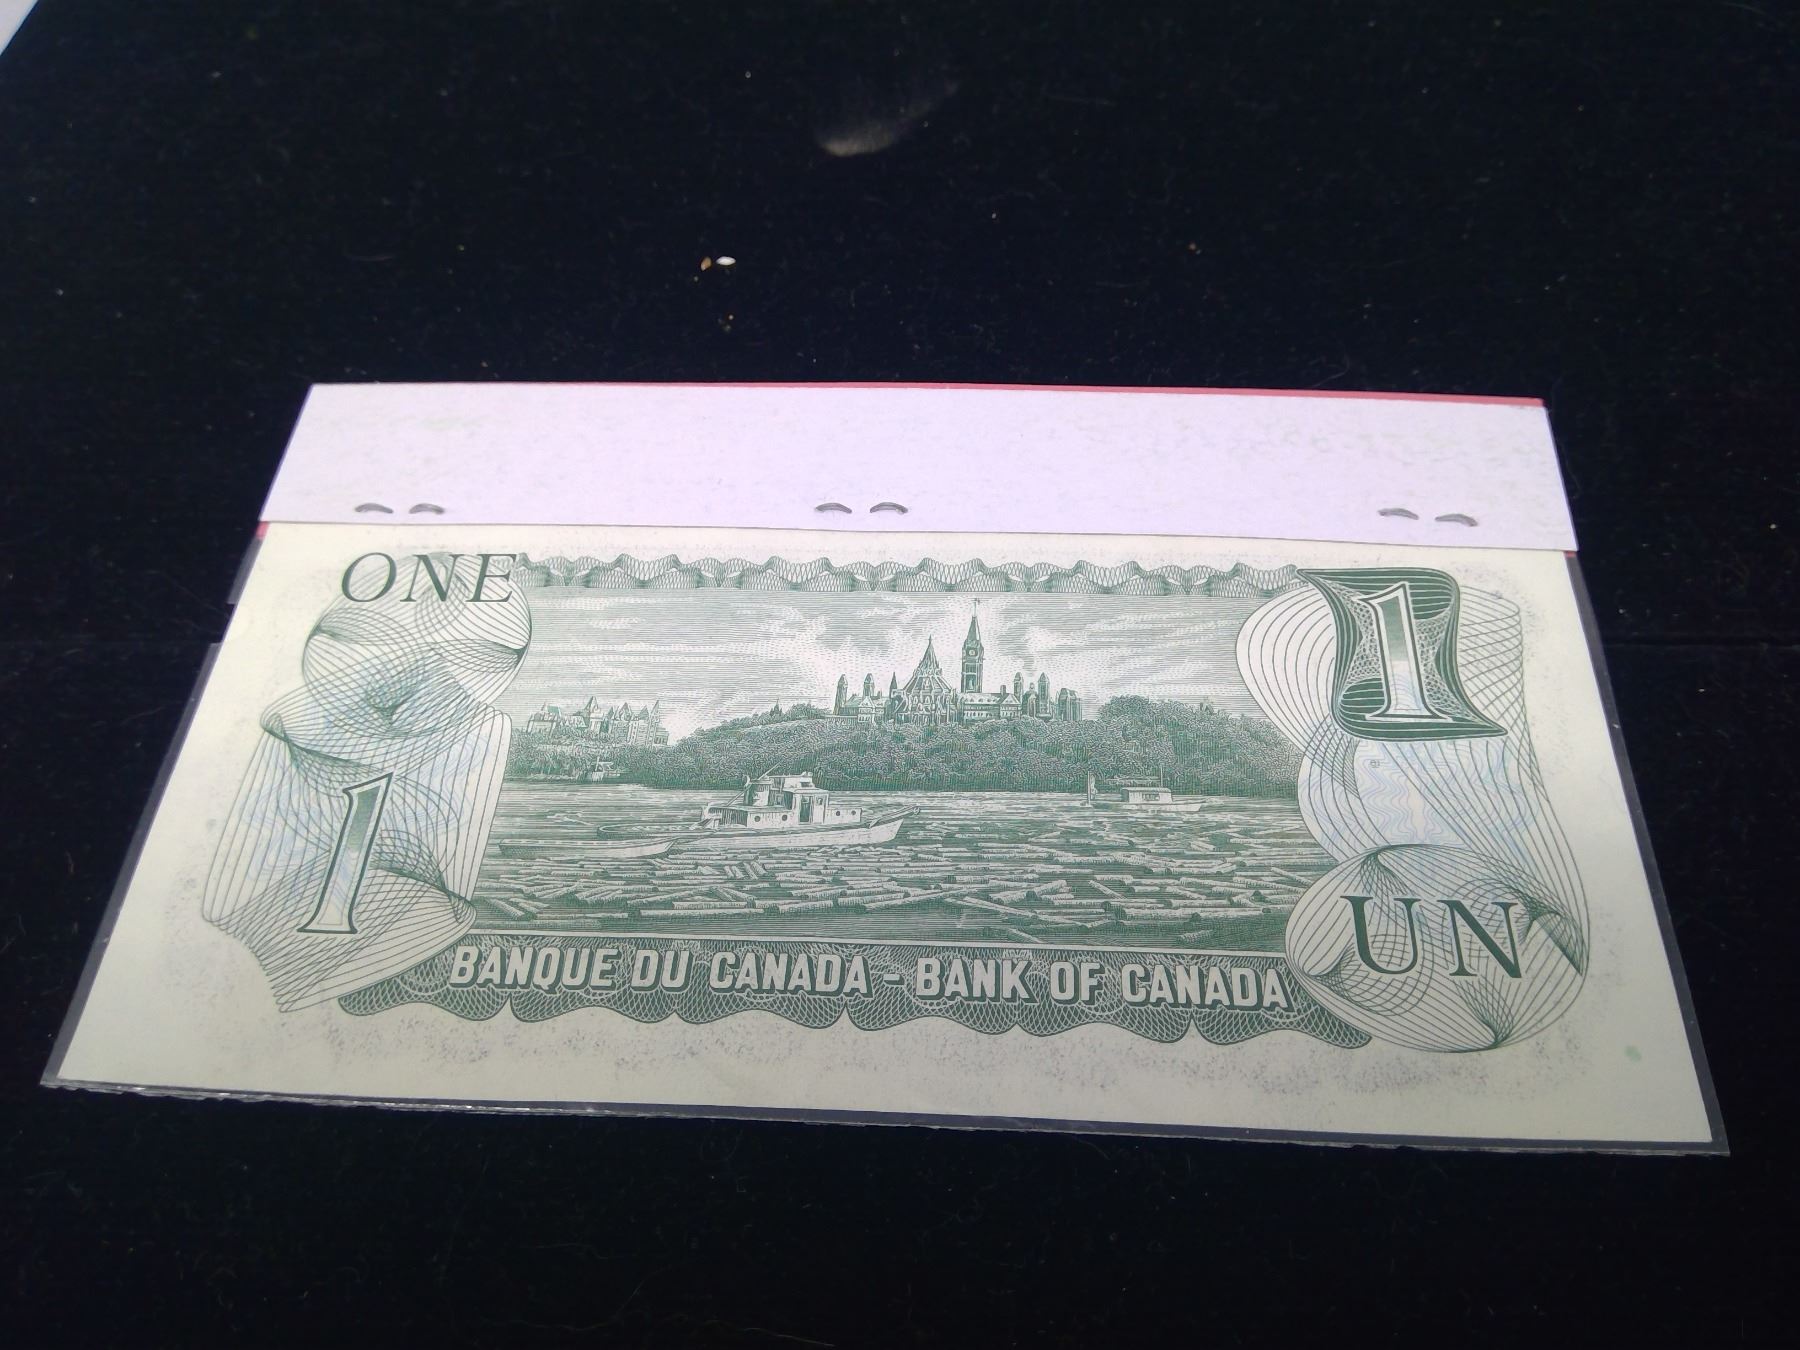 ONE
1
1
UN
BANQUE DU CANADA - BANK OF CANADA